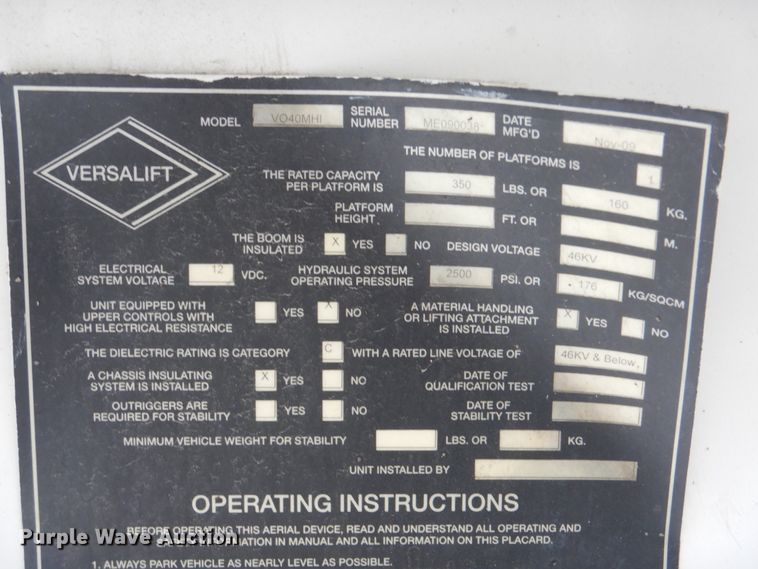 MODEL VO40MHI SERIAL NUMBER ME090038 DATE MFG'D Nov-09
VERSALIFT
THE NUMBER OF PLATFORMS IS 1
THE RATED CAPACITY PER PLATFORM IS 350 LBS. OR 160 KG.
PLATFORM HEIGHT FT. OR M.
THE BOOM IS INSULATED X YES NO DESIGN VOLTAGE 46KV
ELECTRICAL SYSTEM VOLTAGE 12 VDC. HYDRAULIC SYSTEM OPERATING PRESSURE 2500 PSI. OR 176 KG/SQCM
UNIT EQUIPPED WITH UPPER CONTROLS WITH HIGH ELECTRICAL RESISTANCE YES X NO A MATERIAL HANDLING OR LIFTING ATTACHMENT IS INSTALLED X YES NO
THE DIELECTRIC RATING IS CATEGORY C WITH A RATED LINE VOLTAGE OF 46KV & Below
A CHASSIS INSULATING SYSTEM IS INSTALLED X YES NO DATE OF QUALIFICATION TEST
OUTRIGGERS ARE REQUIRED FOR STABILITY YES NO DATE OF STABILITY TEST
MINIMUM VEHICLE WEIGHT FOR STABILITY LBS. OR KG.
UNIT INSTALLED BY
OPERATING INSTRUCTIONS
BEFORE OPERATING THIS AERIAL DEVICE, READ AND UNDERSTAND ALL OPERATING AND
INFORMATION IN MANUAL AND ALL INFORMATION ON THIS PLACARD.
1. ALWAYS PARK VEHICLE AS NEARLY LEVEL AS POSSIBLE.
Purple Wave Auction